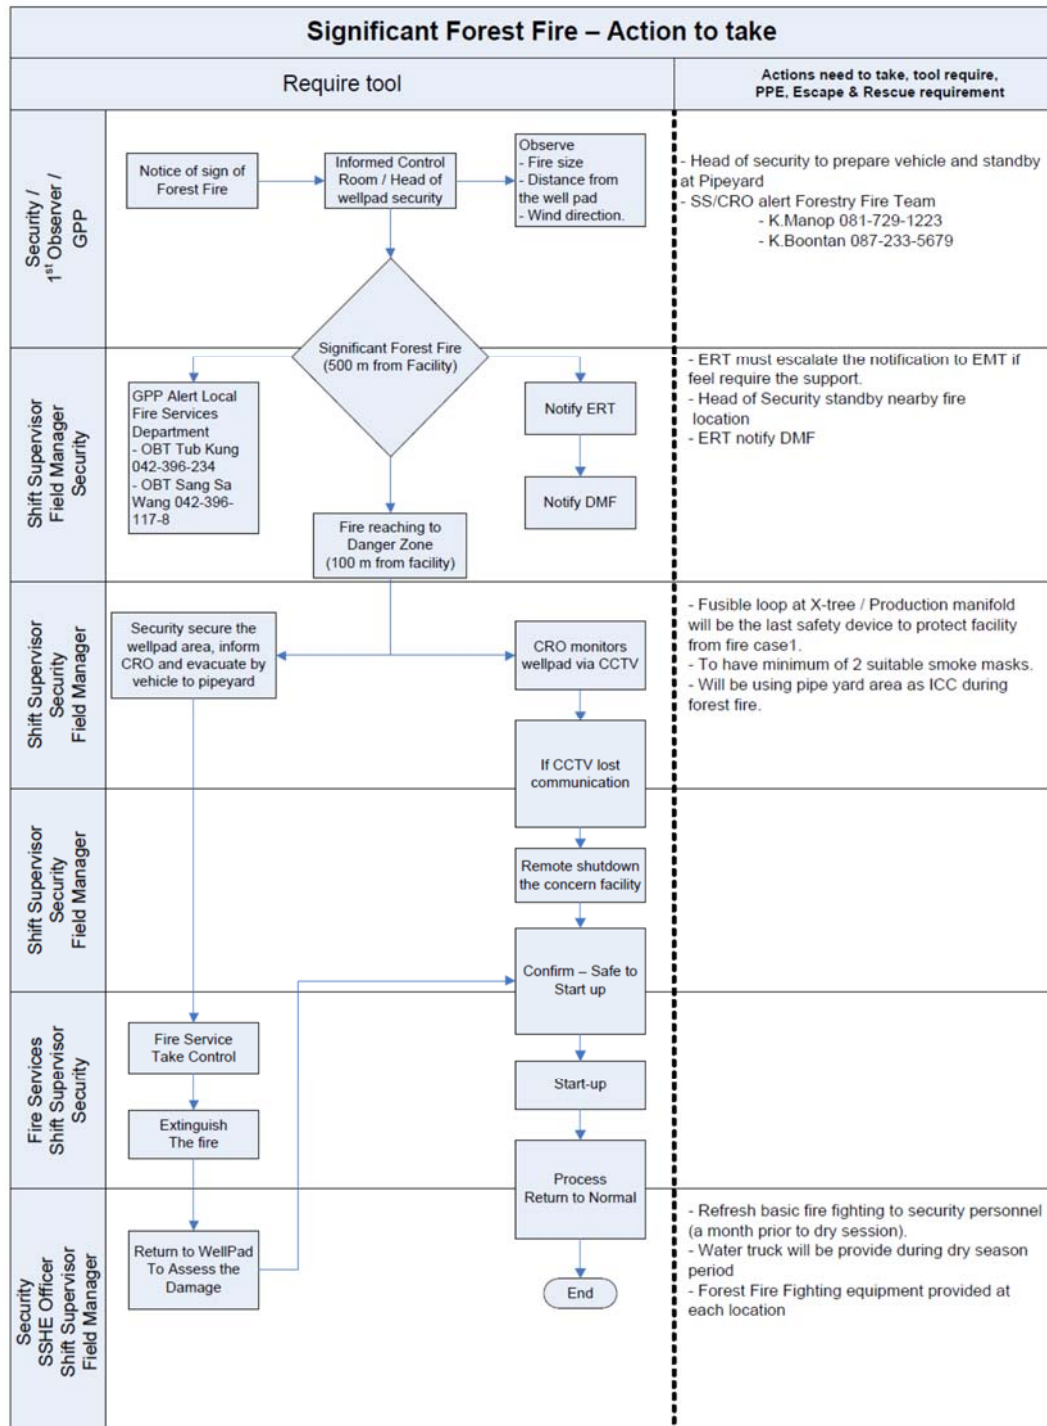 Significant Forest Fire – Action to take
Require tool
Actions need to take, tool require,
PPE, Escape & Rescue requirement
Security /
1st Observer /
GPP
Notice of sign of
Forest Fire
Informed Control
Room / Head of
wellpad security
Observe
- Fire size
- Distance from
the well pad
- Wind direction.
- Head of security to prepare vehicle and standby
at Pipeyard
- SS/CRO alert Forestry Fire Team
- K.Manop 081-729-1223
- K.Boontan 087-233-5679
Significant Forest Fire
(500 m from Facility)
Shift Supervisor
Field Manager
Security
GPP Alert Local
Fire Services
Department
- OBT Tub Kung
042-396-234
- OBT Sang Sa
Wang 042-396-
117-8
Notify ERT
Notify DMF
Fire reaching to
Danger Zone
(100 m from facility)
- ERT must escalate the notification to EMT if
feel require the support.
- Head of Security standby nearby fire
location
- ERT notify DMF
Shift Supervisor
Security
Field Manager
Security secure the
wellpad area, inform
CRO and evacuate by
vehicle to pipeyard
CRO monitors
wellpad via CCTV
If CCTV lost
communication
- Fusible loop at X-tree / Production manifold
will be the last safety device to protect facility
from fire case1.
- To have minimum of 2 suitable smoke masks.
- Will be using pipe yard area as ICC during
forest fire.
Shift Supervisor
Security
Field Manager
Remote shutdown
the concern facility
Confirm – Safe to
Start up
Fire Services
Shift Supervisor
Security
Fire Service
Take Control
Extinguish
The fire
Start-up
Process
Return to Normal
Security
SSHE Officer
Shift Supervisor
Field Manager
Return to WellPad
To Assess the
Damage
End
- Refresh basic fire fighting to security personnel
(a month prior to dry session).
- Water truck will be provide during dry season
period
- Forest Fire Fighting equipment provided at
each location